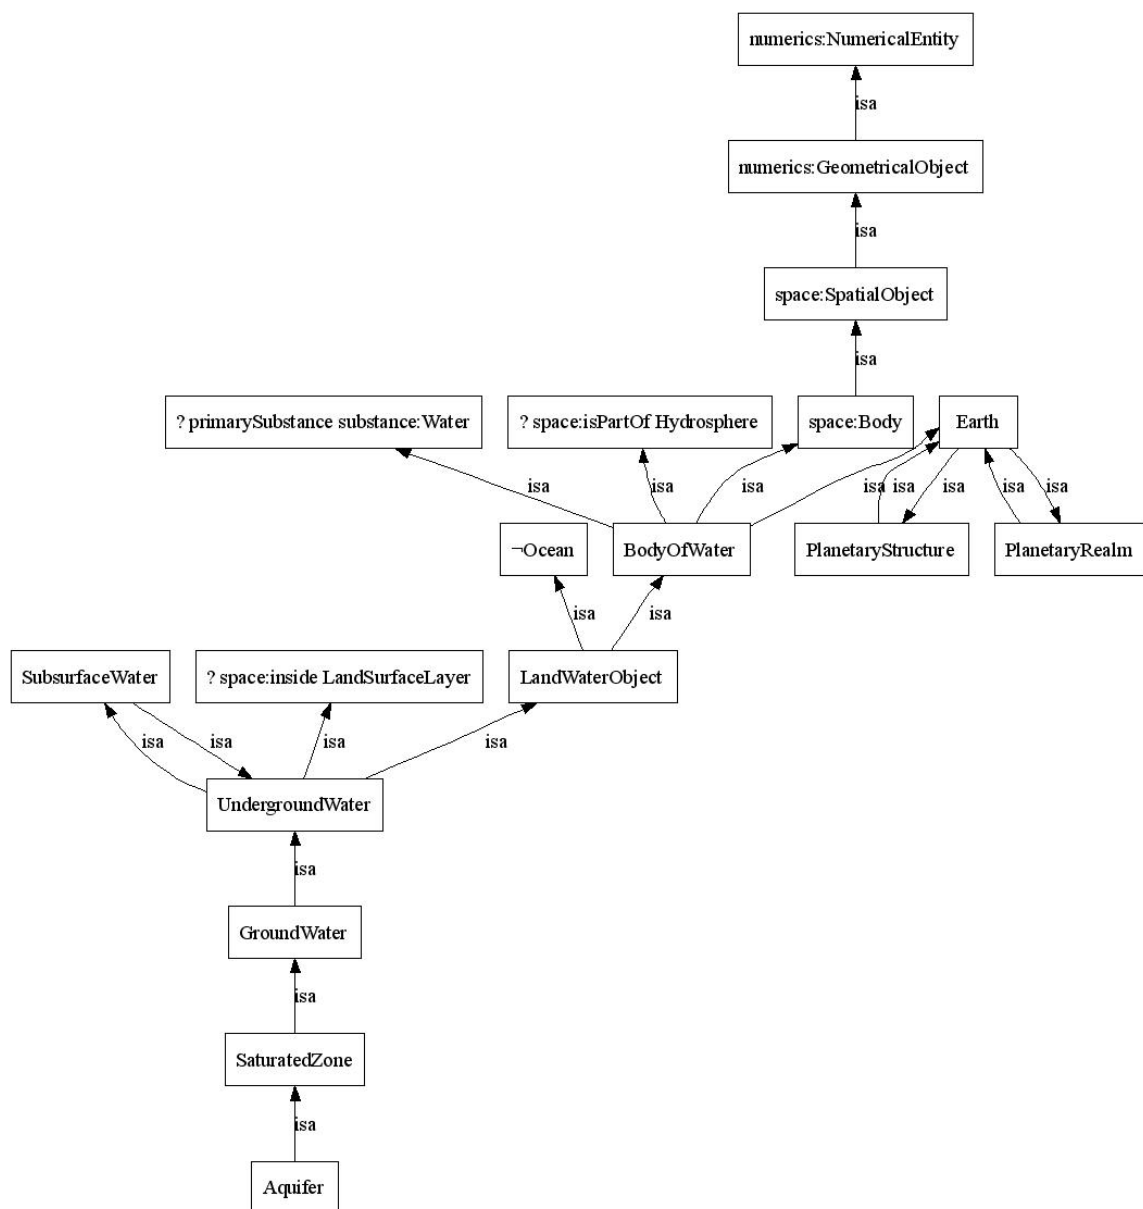 numerics:NumericalEntity
isa
numerics:GeometricalObject
isa
space:SpatialObject
isa
? primarySubstance substance:Water
? space:isPartOf Hydrosphere
space:Body
Earth
isa
isa
isa
isa
isa
isa
isa
isa
¬Ocean
BodyOfWater
PlanetaryStructure
PlanetaryRealm
isa
isa
SubsurfaceWater
? space:inside LandSurfaceLayer
LandWaterObject
isa
isa
isa
isa
UndergroundWater
isa
GroundWater
isa
SaturatedZone
isa
Aquifer